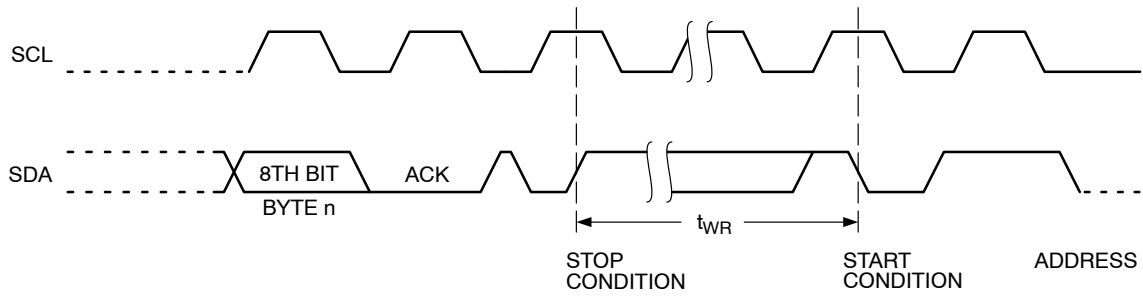 SCL
SDA
8TH BIT
ACK
BYTE n
tWR
STOP
CONDITION
START
CONDITION
ADDRESS